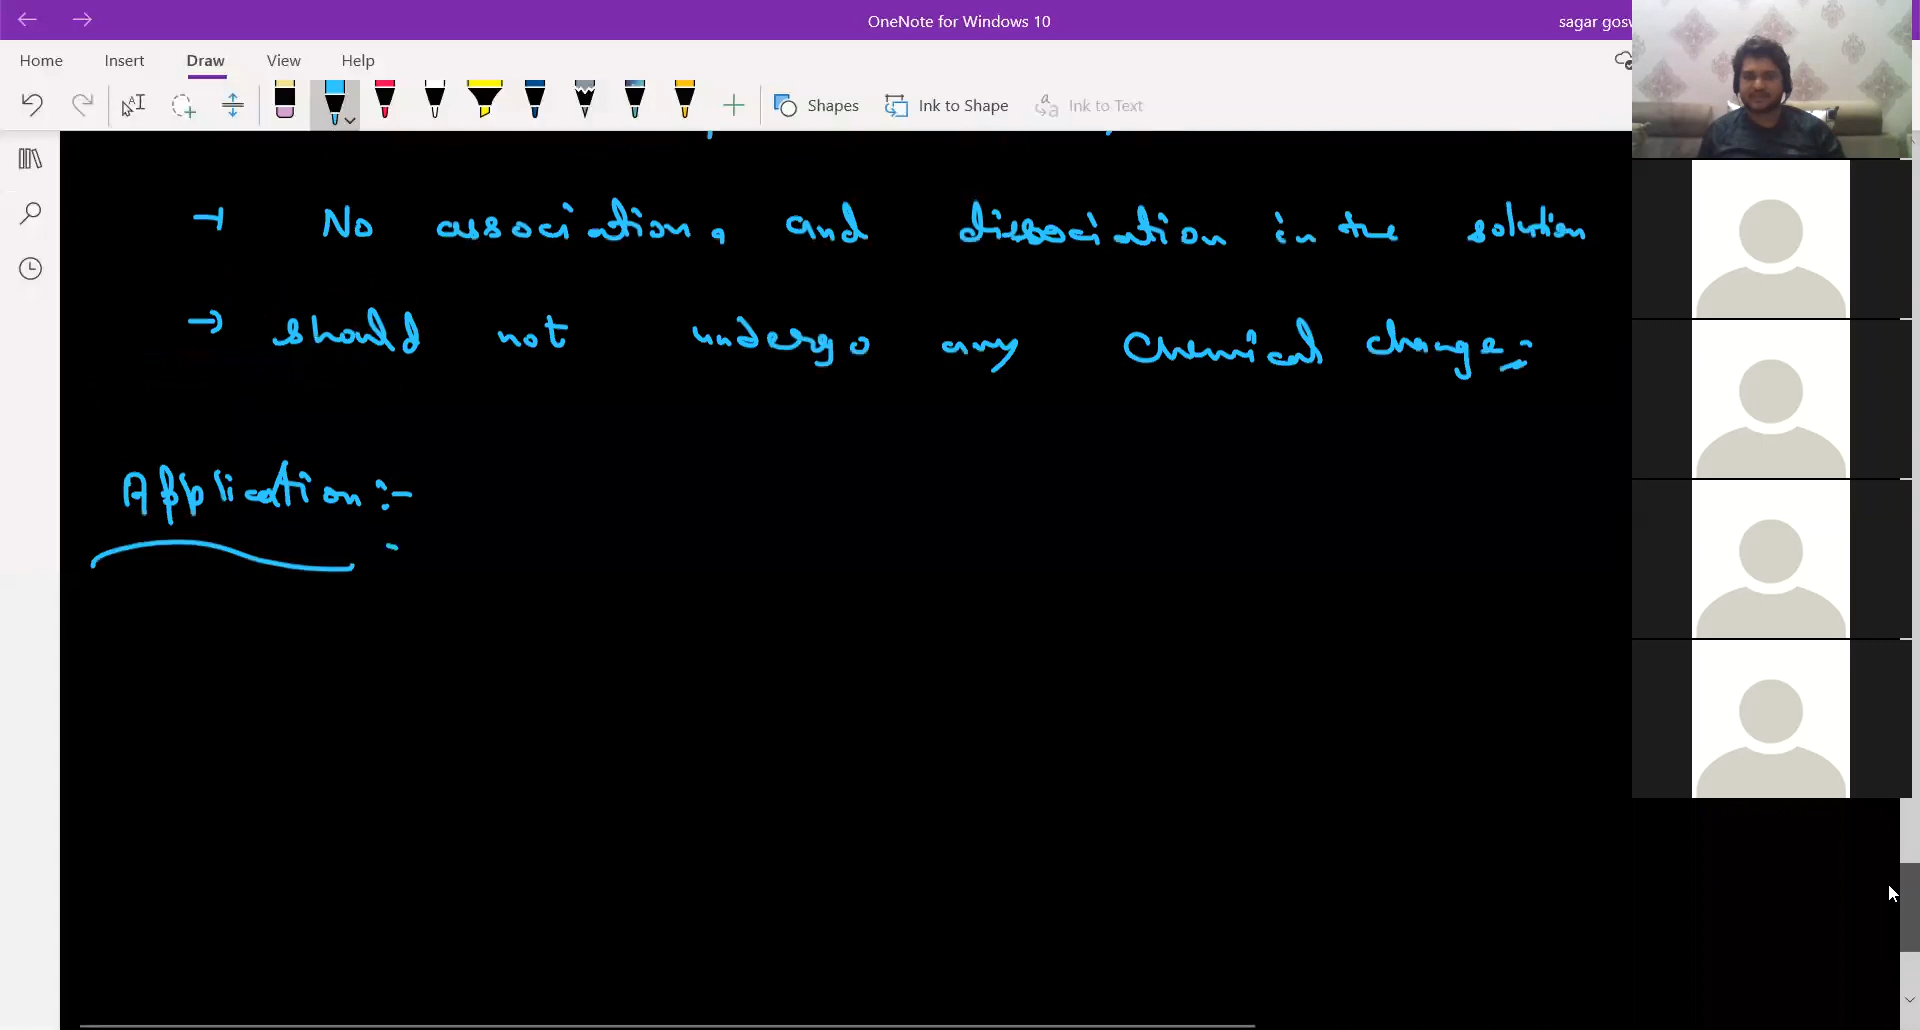 OneNote for Windows 10
sagar gosw
Home Insert Draw View Help
Shapes Ink to Shape Ink to Text
→ No association, and dissociation in the solution
→ should not undergo any chemical change:
Application:-